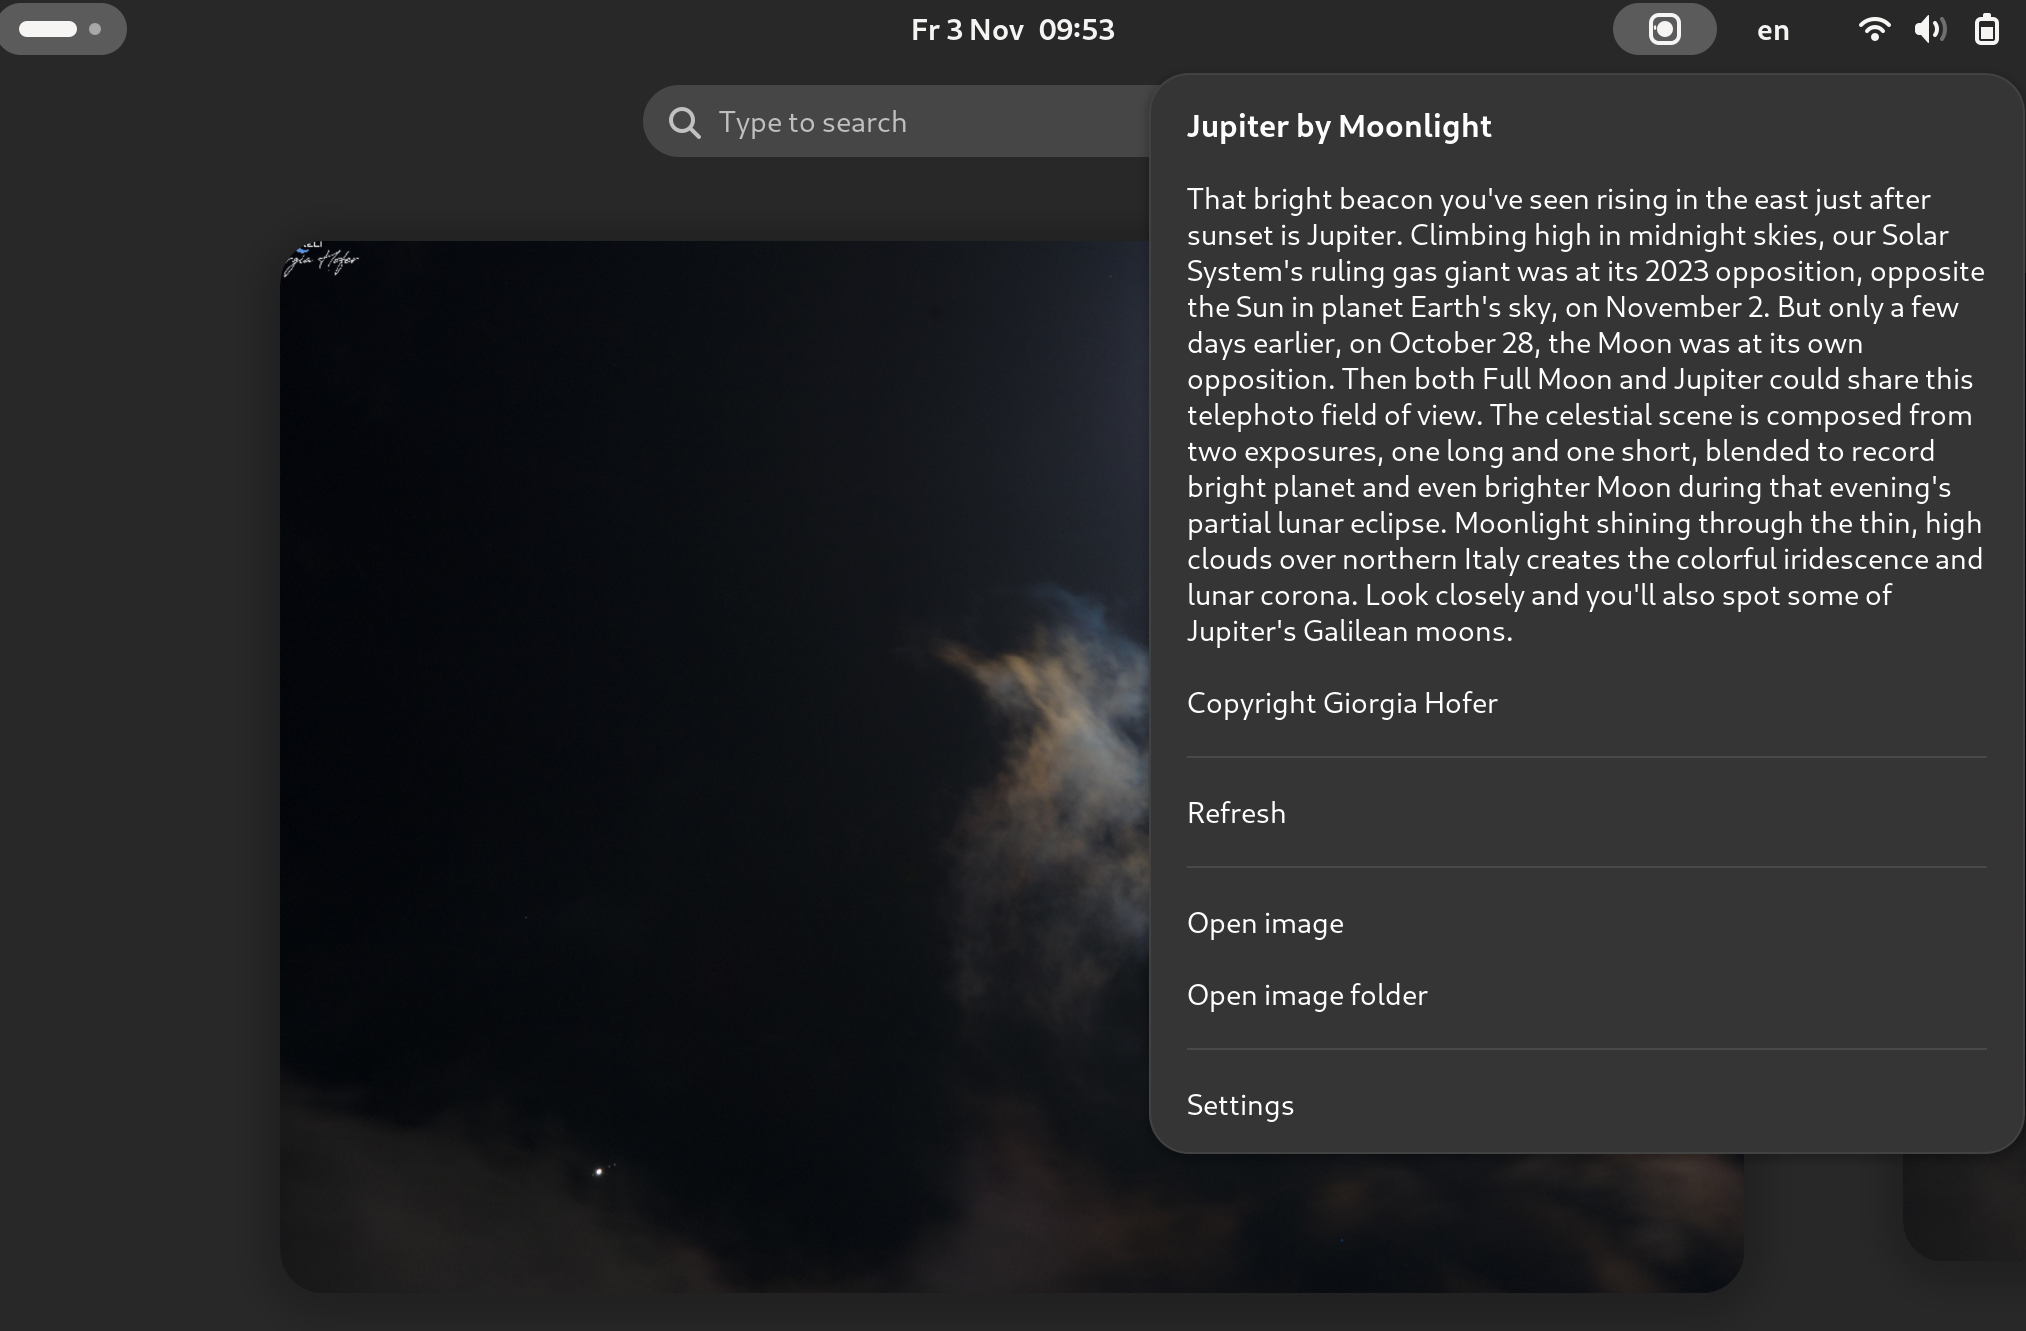 Fr 3 Nov 09:53
en
Type to search
Jupiter by Moonlight
That bright beacon you've seen rising in the east just after
sunset is Jupiter. Climbing high in midnight skies, our Solar
System's ruling gas giant was at its 2023 opposition, opposite
the Sun in planet Earth's sky, on November 2. But only a few
days earlier, on October 28, the Moon was at its own
opposition. Then both Full Moon and Jupiter could share this
telephoto field of view. The celestial scene is composed from
two exposures, one long and one short, blended to record
bright planet and even brighter Moon during that evening's
partial lunar eclipse. Moonlight shining through the thin, high
clouds over northern Italy creates the colorful iridescence and
lunar corona. Look closely and you'll also spot some of
Jupiter's Galilean moons.
Copyright Giorgia Hofer
Refresh
Open image
Open image folder
Settings
Hofer